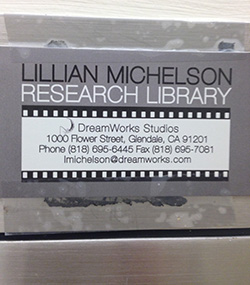 LILLIAN MICHELSON
RESEARCH LIBRARY
DreamWorks Studios
1000 Flower Street, Glendale, CA 91201
Phone (818) 695-6445 Fax (818) 695-7081
lmichelson@dreamworks.com